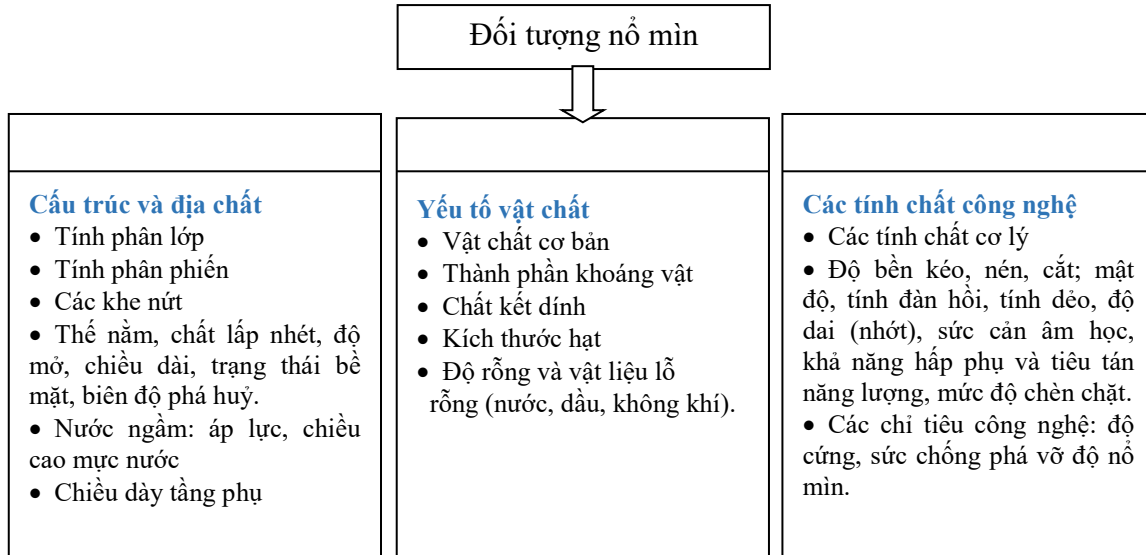 Đối tượng nổ mìn
Cấu trúc và địa chất
• Tính phân lớp
• Tính phân phiến
• Các khe nứt
• Thế nằm, chất lấp nhét, độ
mở, chiều dài, trạng thái bề
mặt, biên độ phá huỷ.
• Nước ngầm: áp lực, chiều
cao mực nước
• Chiều dày tầng phụ
Yếu tố vật chất
• Vật chất cơ bản
• Thành phần khoáng vật
• Chất kết dính
• Kích thước hạt
• Độ rỗng và vật liệu lỗ
rỗng (nước, dầu, không khí).
Các tính chất công nghệ
• Các tính chất cơ lý
• Độ bền kéo, nén, cắt; mật
độ, tính đàn hồi, tính dẻo, độ
dai (nhớt), sức cản âm học,
khả năng hấp phụ và tiêu tán
năng lượng, mức độ chèn chặt.
• Các chỉ tiêu công nghệ: độ
cứng, sức chống phá vỡ độ nổ
mìn.